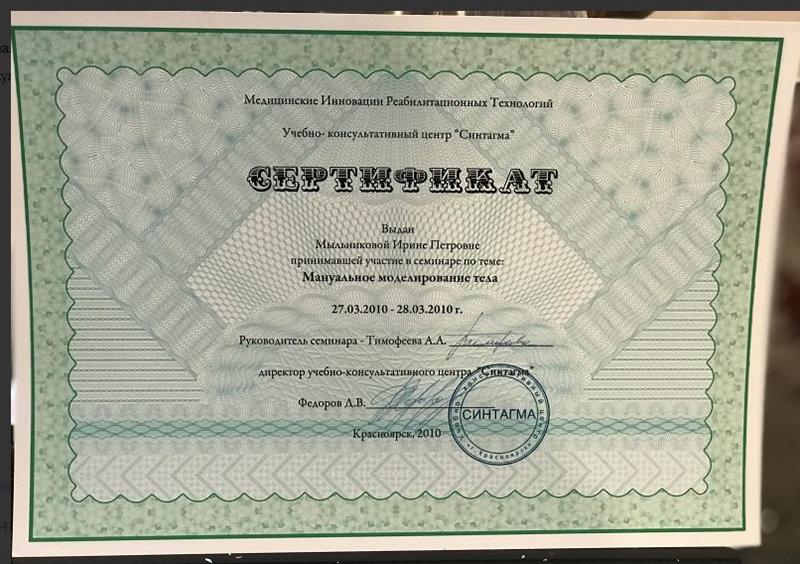 Медицинские Инновации Реабилитационных Технологий
Учебно- консультативный центр "Синтагма"
СЕРТИФИКАТ
Выдан
Мыльниковой Ирине Петровне
принимавшей участие в семинаре по теме:
Мануальное моделирование тела
27.03.2010 - 28.03.2010 г.
Руководитель семинара - Тимофеева А.А.
директор учебно-консультативного центра "Синтагма"
Федоров Д.В.
СИНТАГМА
Красноярск, 2010